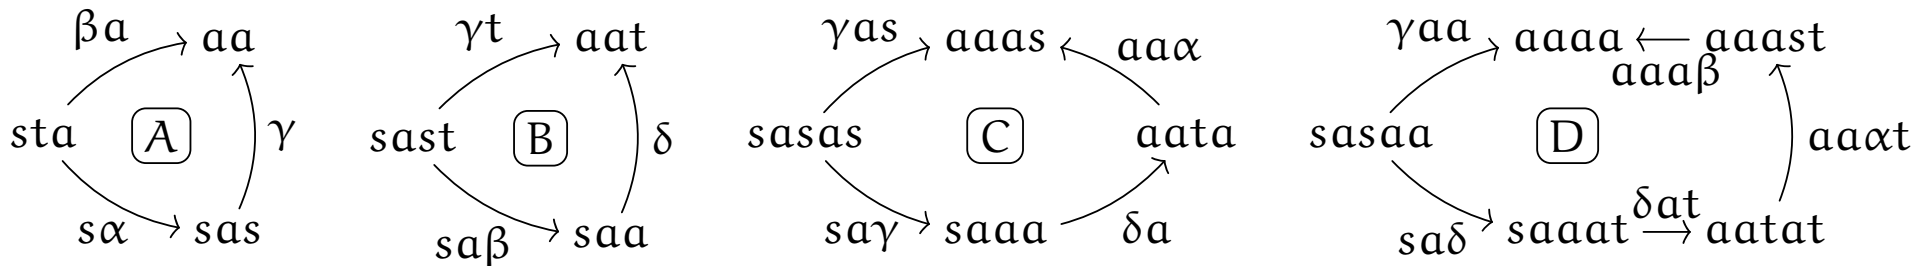 βa aa
sta A γ
sα sas
γt aat
sast B δ
saβ saa
γas aaas aaα
sasas C aata
saγ saaa δa
γaa aaaa aaast
aaaβ
sasaa D aaαt
δat
saδ saaat aatat